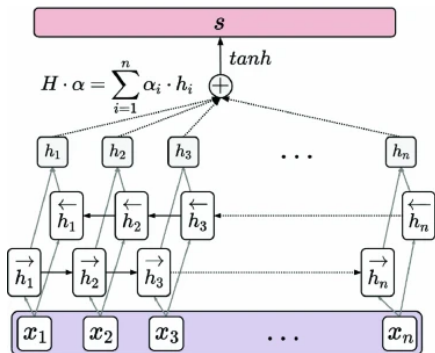 s
H · α = ∑_{i=1}^{n} α_i · h_i
tanh
+
h_1 h_2 h_3 ... h_n
←h_1 ←h_2 ←h_3 ←h_n
→h_1 →h_2 →h_3 →h_n
x_1 x_2 x_3 ... x_n